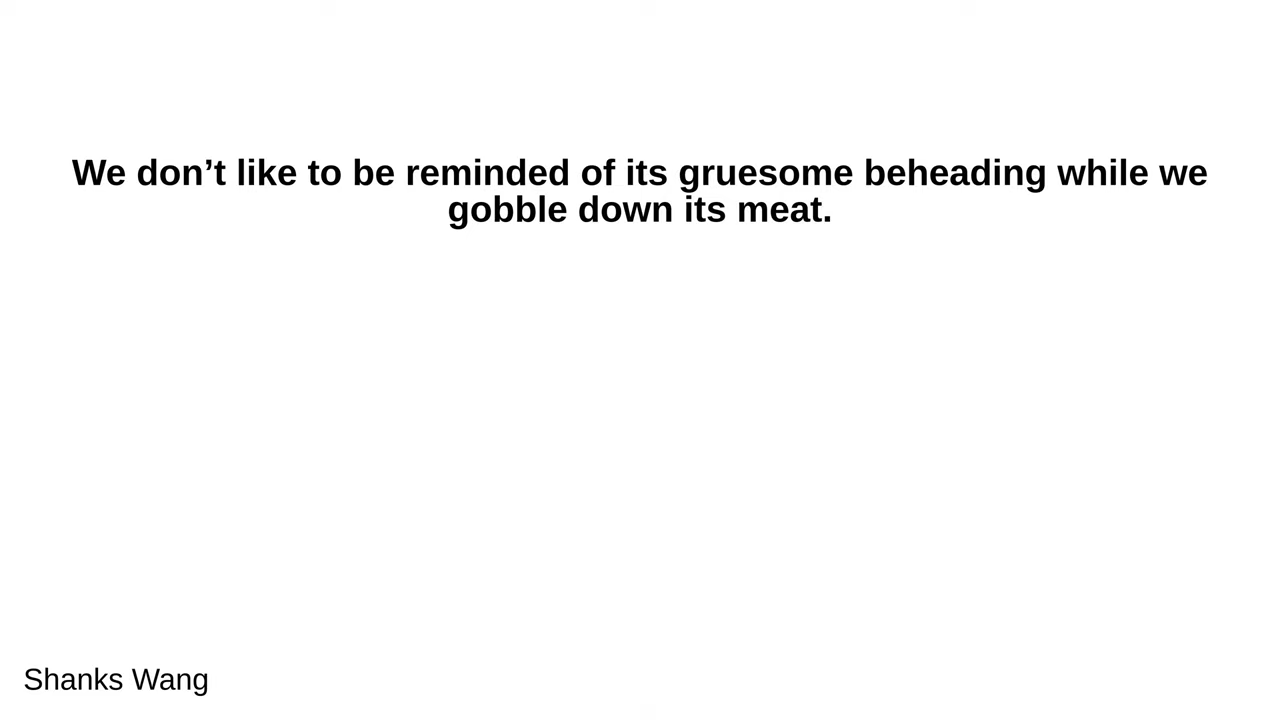 We don’t like to be reminded of its gruesome beheading while we
gobble down its meat.
Shanks Wang